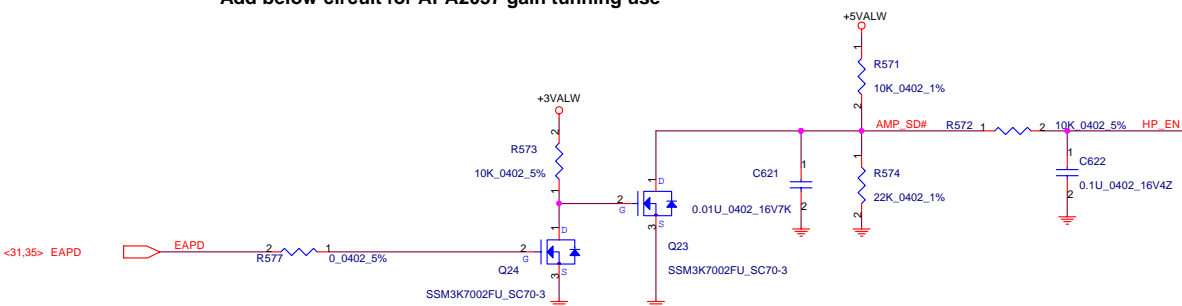 Add below circuit for APA2057 gain tunning use
+5VALW
1
R571
10K_0402_1%
2
+3VALW
2
R573
10K_0402_5%
1
AMP_SD#
R572 1 2 10K_0402_5%
HP_EN
1
C621
0.01U_0402_16V7K
2
1
R574
22K_0402_1%
2
1
C622
0.1U_0402_16V4Z
2
1 D
2
G
S
3
Q23
SSM3K7002FU_SC70-3
<31,35> EAPD
EAPD
2 1
R577 0_0402_5%
1 D
2
G
S
3
Q24
SSM3K7002FU_SC70-3